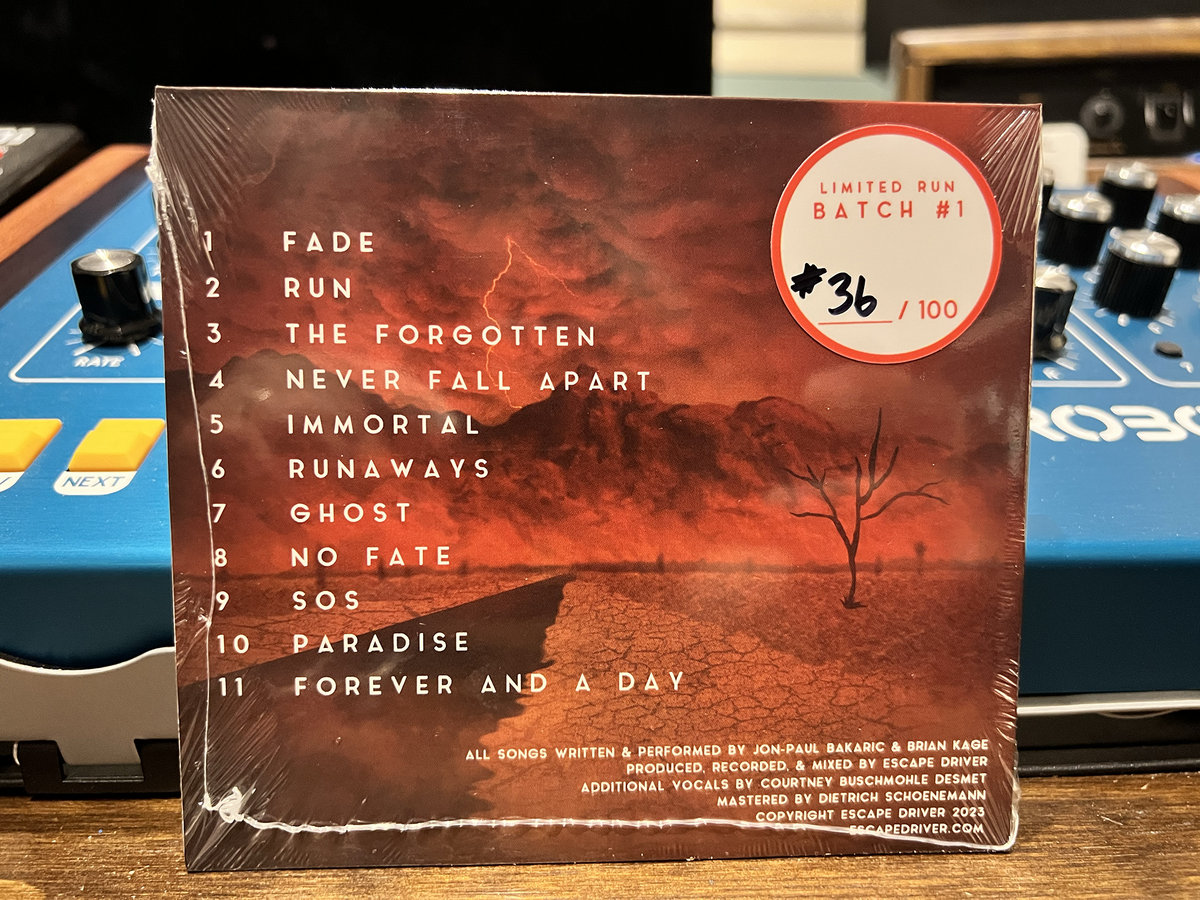 LIMITED RUN
BATCH #1
#36 / 100
1 FADE
2 RUN
3 THE FORGOTTEN
4 NEVER FALL APART
5 IMMORTAL
6 RUNAWAYS
7 GHOST
8 NO FATE
9 SOS
10 PARADISE
11 FOREVER AND A DAY
ALL SONGS WRITTEN & PERFORMED BY JON-PAUL BAKARIC & BRIAN KAGE
PRODUCED, RECORDED, & MIXED BY ESCAPE DRIVER
ADDITIONAL VOCALS BY COURTNEY BUSCHMOHLE DESMET
MASTERED BY DIETRICH SCHOENEMANN
COPYRIGHT ESCAPE DRIVER 2023
ESCAPEDRIVER.COM
RATE
NEXT